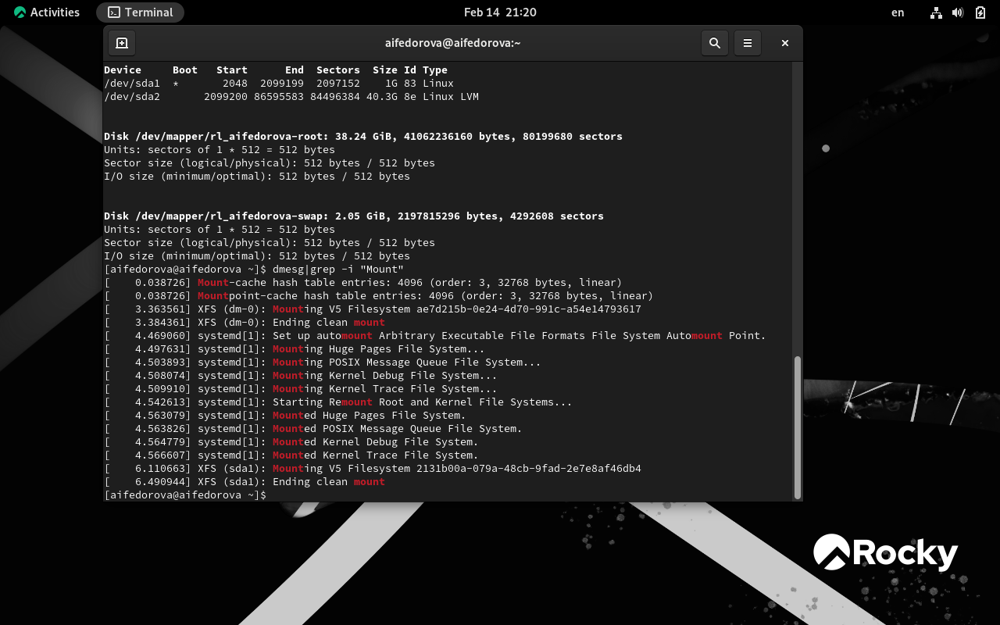 Activities Terminal Feb 14 21:20 en
aifedorova@aifedorova:~
Device     Boot   Start      End  Sectors  Size Id Type
/dev/sda1  *       2048  2099199  2097152    1G 83 Linux
/dev/sda2       2099200 86595583 84496384 40.3G 8e Linux LVM
Disk /dev/mapper/rl_aifedorova-root: 38.24 GiB, 41062236160 bytes, 80199680 sectors
Units: sectors of 1 * 512 = 512 bytes
Sector size (logical/physical): 512 bytes / 512 bytes
I/O size (minimum/optimal): 512 bytes / 512 bytes
Disk /dev/mapper/rl_aifedorova-swap: 2.05 GiB, 2197815296 bytes, 4292608 sectors
Units: sectors of 1 * 512 = 512 bytes
Sector size (logical/physical): 512 bytes / 512 bytes
I/O size (minimum/optimal): 512 bytes / 512 bytes
[aifedorova@aifedorova ~]$ dmesg|grep -i "Mount"
[    0.038726] Mount-cache hash table entries: 4096 (order: 3, 32768 bytes, linear)
[    0.038726] Mountpoint-cache hash table entries: 4096 (order: 3, 32768 bytes, linear)
[    3.363561] XFS (dm-0): Mounting V5 Filesystem ae7d215b-0e24-4d70-991c-a54e14793617
[    3.384361] XFS (dm-0): Ending clean mount
[    4.469060] systemd[1]: Set up automount Arbitrary Executable File Formats File System Automount Point.
[    4.497631] systemd[1]: Mounting Huge Pages File System...
[    4.503893] systemd[1]: Mounting POSIX Message Queue File System...
[    4.508074] systemd[1]: Mounting Kernel Debug File System...
[    4.509910] systemd[1]: Mounting Kernel Trace File System...
[    4.542613] systemd[1]: Starting Remount Root and Kernel File Systems...
[    4.563079] systemd[1]: Mounted Huge Pages File System.
[    4.563826] systemd[1]: Mounted POSIX Message Queue File System.
[    4.564779] systemd[1]: Mounted Kernel Debug File System.
[    4.566607] systemd[1]: Mounted Kernel Trace File System.
[    6.110663] XFS (sda1): Mounting V5 Filesystem 2131b00a-079a-48cb-9fad-2e7e8af46db4
[    6.490944] XFS (sda1): Ending clean mount
[aifedorova@aifedorova ~]$
Rocky